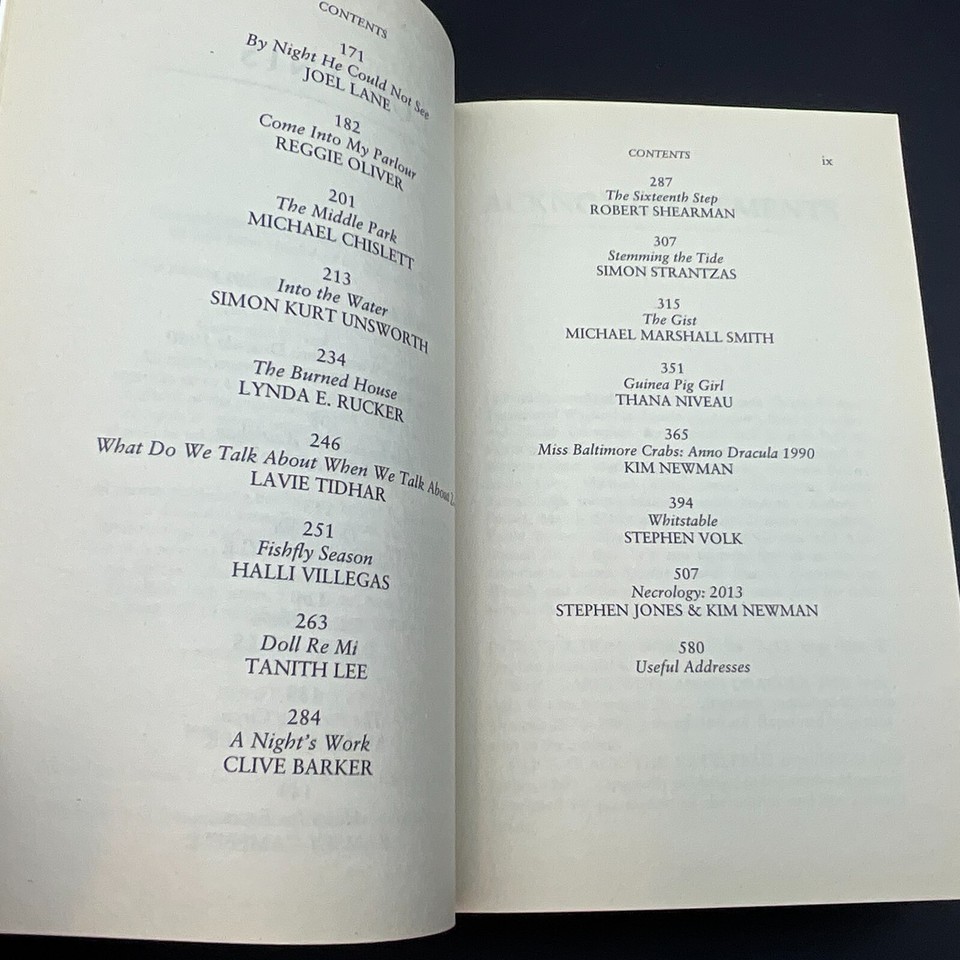 CONTENTS
171
By Night He Could Not See
JOEL LANE
182
Come Into My Parlour
REGGIE OLIVER
201
The Middle Park
MICHAEL CHISLETT
213
Into the Water
SIMON KURT UNSWORTH
234
The Burned House
LYNDA E. RUCKER
246
What Do We Talk About When We Talk About
LAVIE TIDHAR
251
Fishfly Season
HALLI VILLEGAS
263
Doll Re Mi
TANITH LEE
284
A Night's Work
CLIVE BARKER
CONTENTS
ix
287
The Sixteenth Step
ROBERT SHEARMAN
307
Stemming the Tide
SIMON STRANTZAS
315
The Gist
MICHAEL MARSHALL SMITH
351
Guinea Pig Girl
THANA NIVEAU
365
Miss Baltimore Crabs: Anno Dracula 1990
KIM NEWMAN
394
Whitstable
STEPHEN VOLK
507
Necrology: 2013
STEPHEN JONES & KIM NEWMAN
580
Useful Addresses